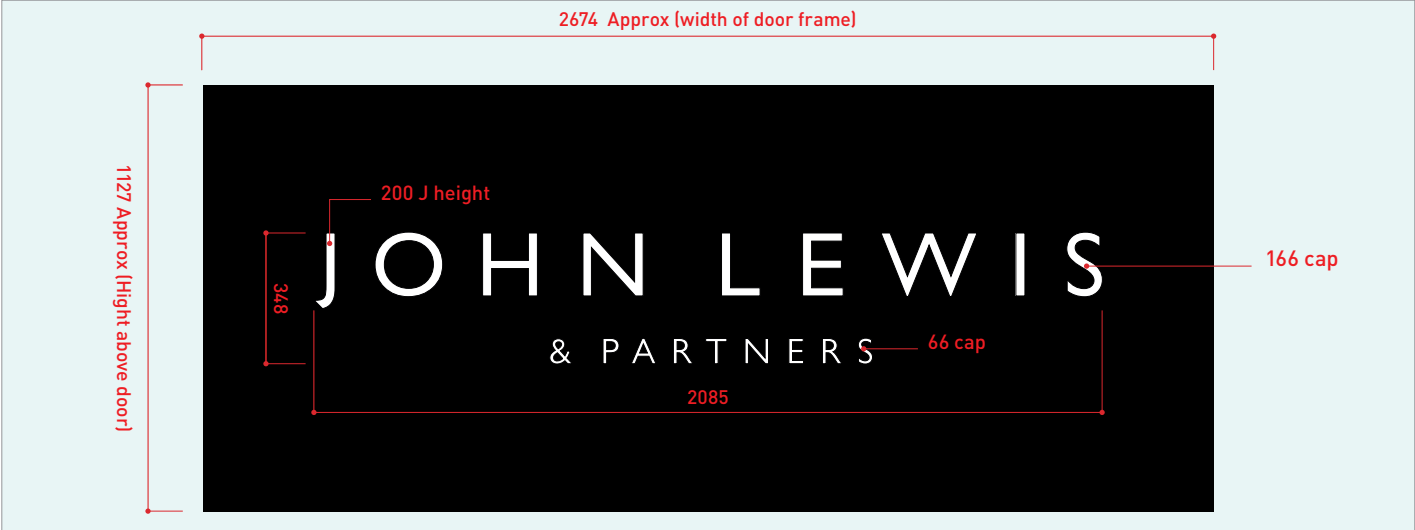 2674 Approx (width of door frame)
1127 Approx (Hight above door)
200 J height
JOHN LEWIS
166 cap
348
& PARTNERS
66 cap
2085